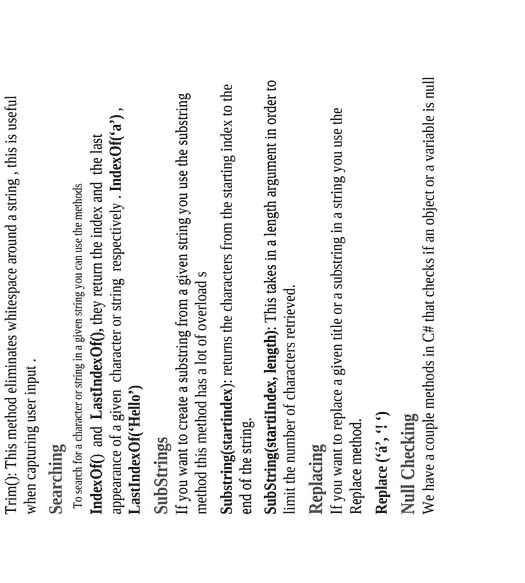 Trim(): This method eliminates whitespace around a string , this is useful
when capturing user input .
Searching
To search for a character or string in a given string you can use the methods
IndexOf() and LastIndexOf(), they return the index and the last
appearance of a given character or string respectively . IndexOf(‘a’) ,
LastIndexOf(‘Hello’)
SubStrings
If you want to create a substring from a given string you use the substring
method this method has a lot of overload s
Substring(startindex): returns the characters from the starting index to the
end of the string.
SubString(startIndex, length): This takes in a length argument in order to
limit the number of characters retrieved.
Replacing
If you want to replace a given title or a substring in a string you use the
Replace method.
Replace (‘á’, ‘! ‘)
Null Checking
We have a couple methods in C# that checks if an object or a variable is null